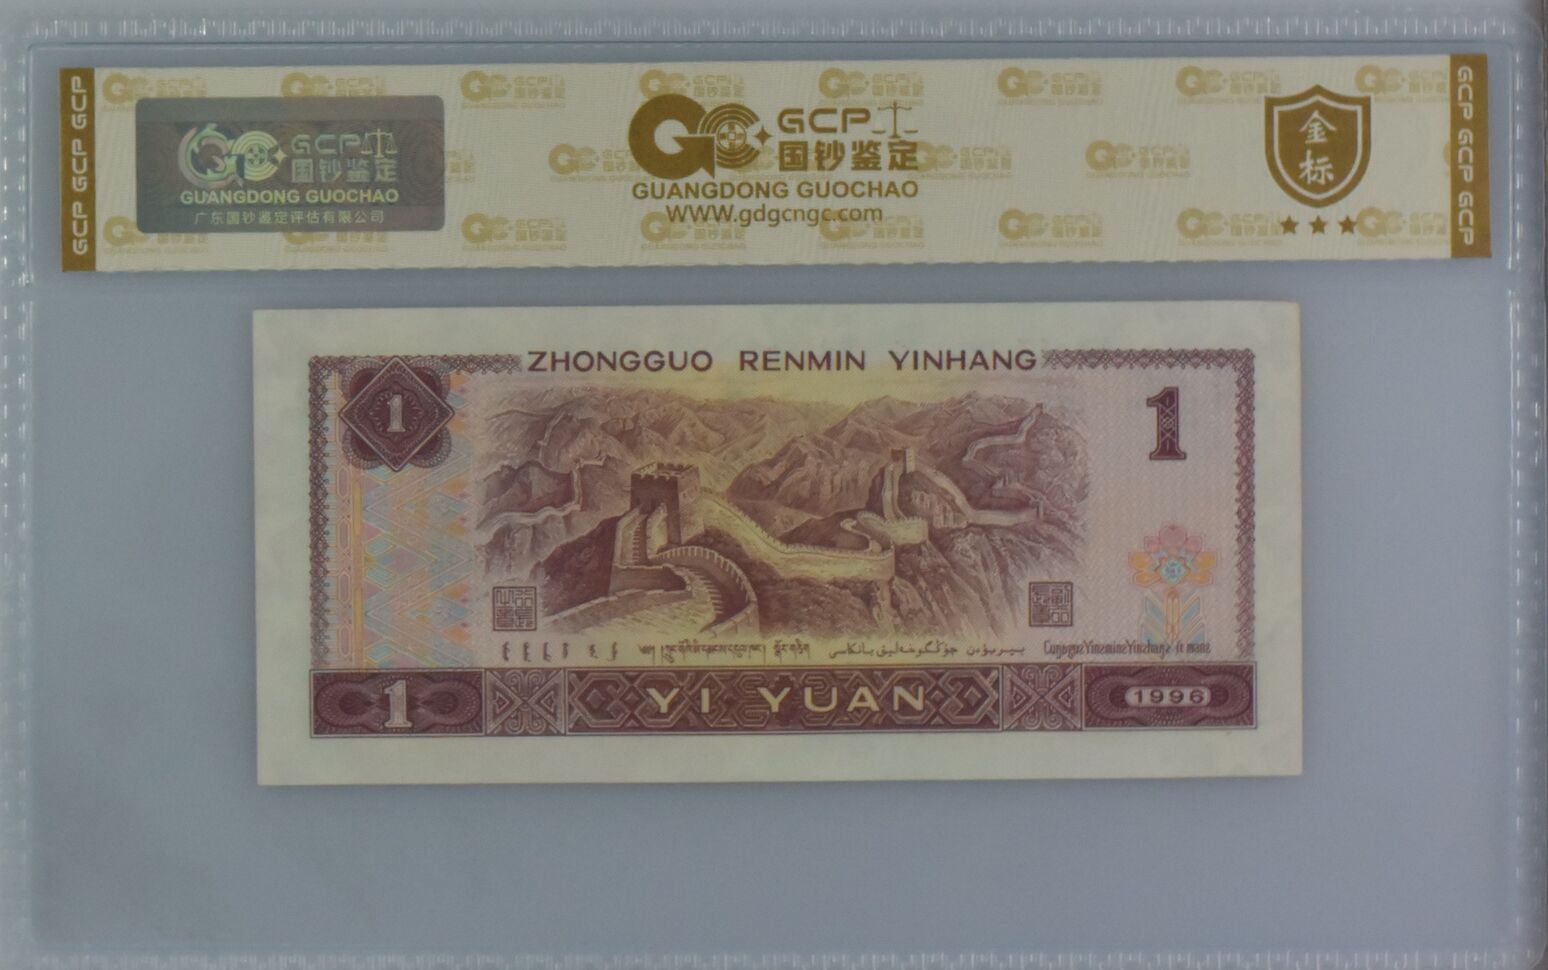 GCP GCP GCP
GCP
国钞鉴定
GUANGDONG GUOCHAO
广东国钞鉴定评估有限公司
GCP
国钞鉴定
GUANGDONG GUOCHAO
WWW.gdgcngc.com
金
标
GCP GCP GCP
ZHONGGUO RENMIN YINHANG
1
1
1
YI YUAN
1996